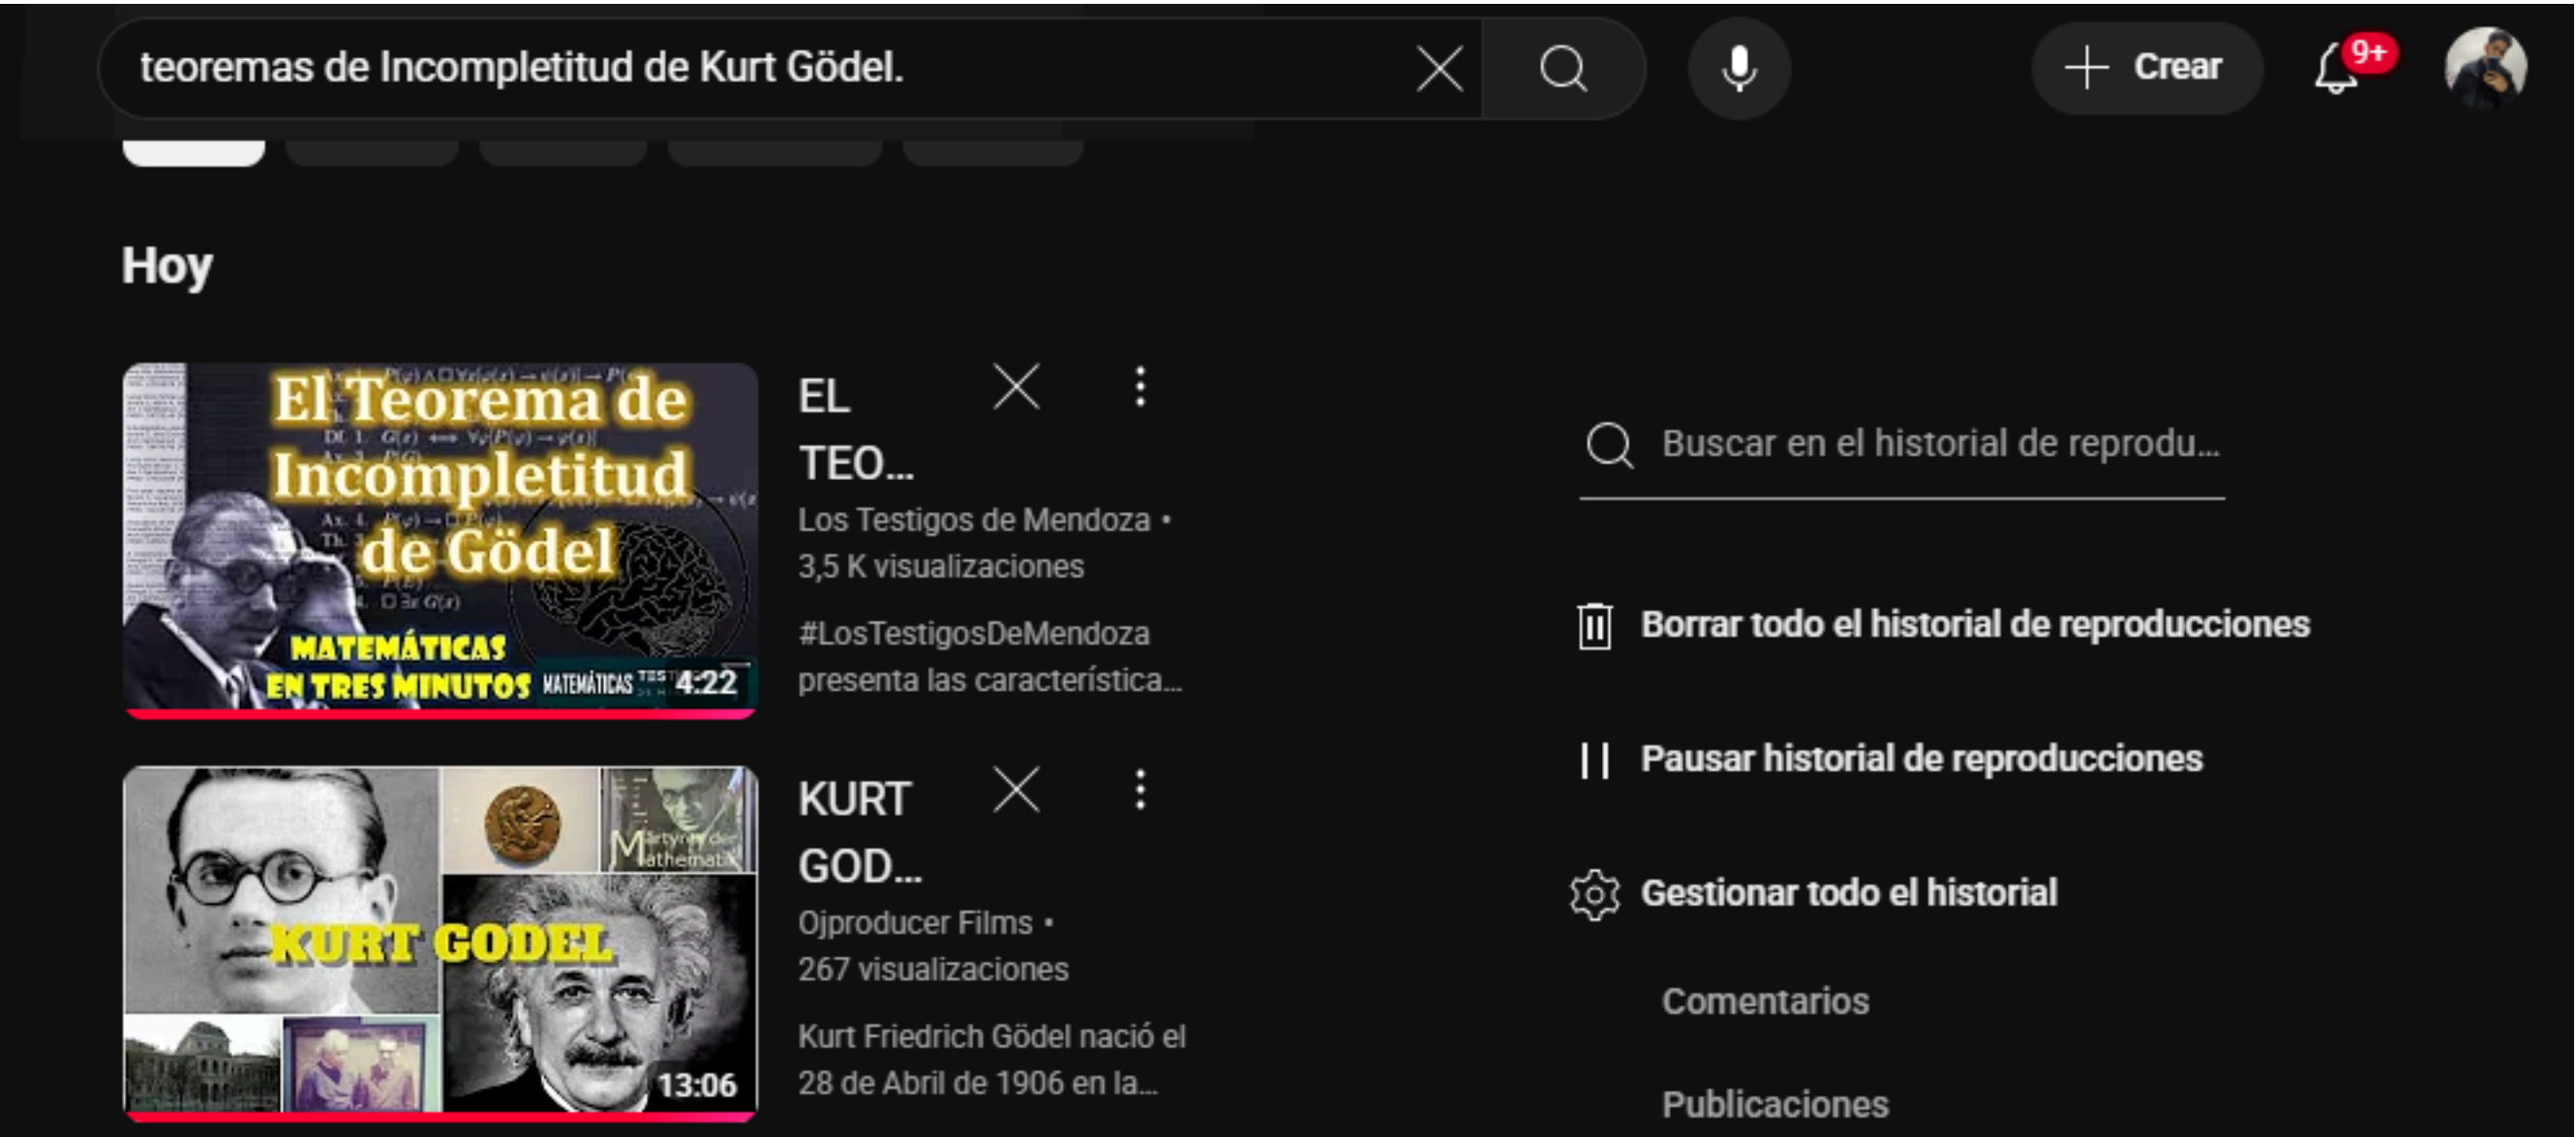 teoremas de Incompletitud de Kurt Gödel.
Crear
9+
Hoy
El Teorema de
Incompletitud
de Gödel
MATEMÁTICAS
EN TRES MINUTOS
MATEMÁTICAS
4:22
EL
TEO...
Los Testigos de Mendoza •
3,5 K visualizaciones
#LosTestigosDeMendoza
presenta las característica...
KURT GODEL
Märtyrer der
Mathematik
13:06
KURT
GOD...
Ojproducer Films •
267 visualizaciones
Kurt Friedrich Gödel nació el
28 de Abril de 1906 en la...
Buscar en el historial de reprodu...
Borrar todo el historial de reproducciones
Pausar historial de reproducciones
Gestionar todo el historial
Comentarios
Publicaciones